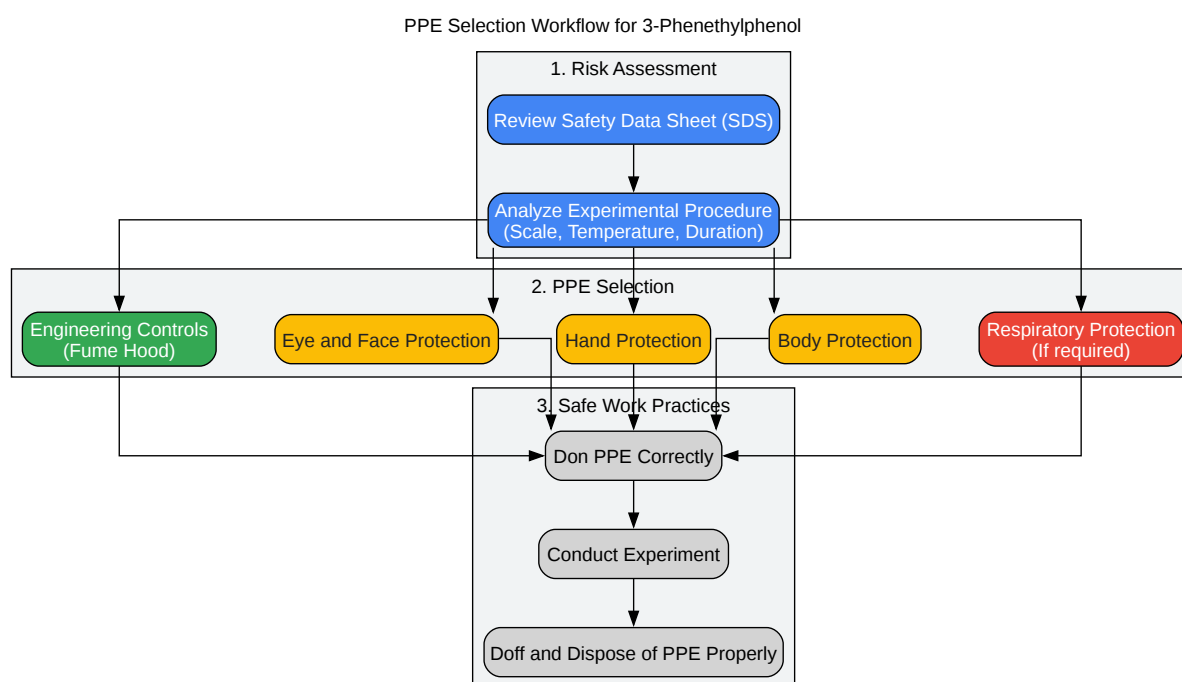 PPE Selection Workflow for 3-Phenethylphenol
1. Risk Assessment
Review Safety Data Sheet (SDS)
Analyze Experimental Procedure
(Scale, Temperature, Duration)
2. PPE Selection
Engineering Controls
(Fume Hood)
Eye and Face Protection
Hand Protection
Body Protection
Respiratory Protection
(If required)
3. Safe Work Practices
Don PPE Correctly
Conduct Experiment
Doff and Dispose of PPE Properly